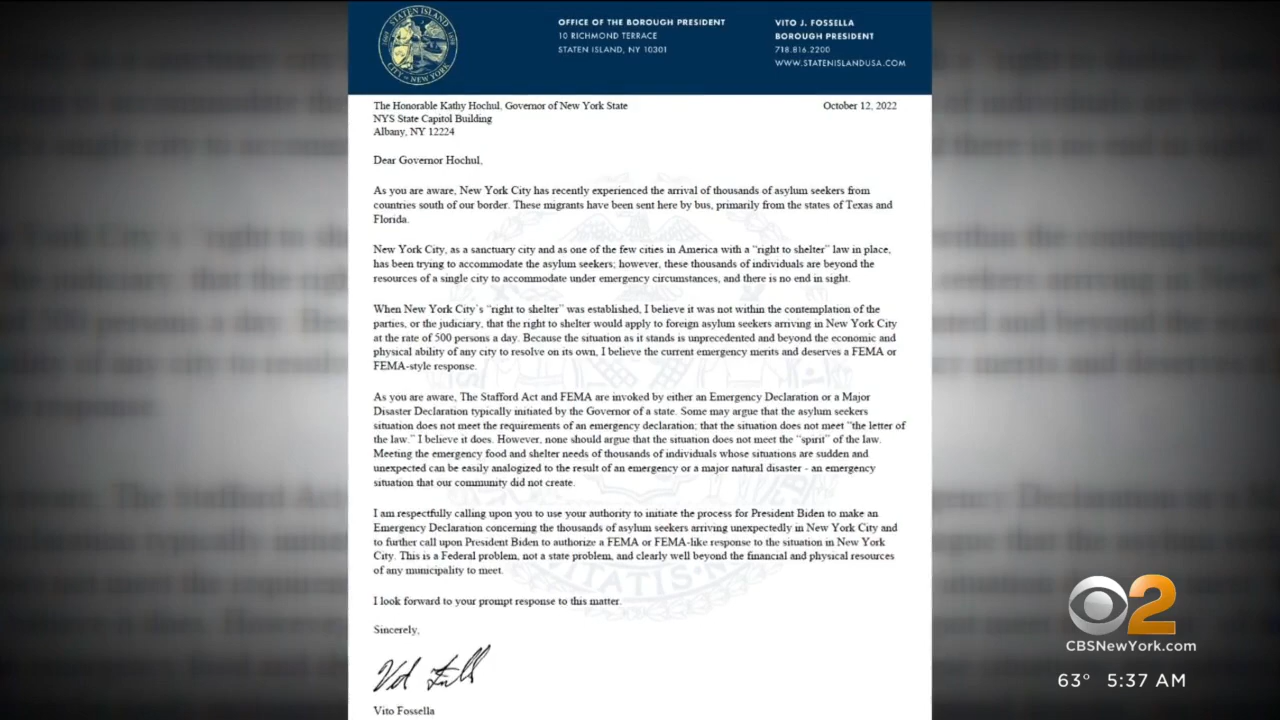 STATEN ISLAND
CITY OF NEW YORK
OFFICE OF THE BOROUGH PRESIDENT
10 RICHMOND TERRACE
STATEN ISLAND, NY 10301
VITO J. FOSSELLA
BOROUGH PRESIDENT
718.816.2200
WWW.STATENISLANDUSA.COM
The Honorable Kathy Hochul, Governor of New York State
October 12, 2022
NYS State Capitol Building
Albany, NY 12224
Dear Governor Hochul,
As you are aware, New York City has recently experienced the arrival of thousands of asylum seekers from
countries south of our border. These migrants have been sent here by bus, primarily from the states of Texas and
Florida.
New York City, as a sanctuary city and as one of the few cities in America with a "right to shelter" law in place,
has been trying to accommodate the asylum seekers; however, these thousands of individuals are beyond the
resources of a single city to accommodate under emergency circumstances, and there is no end in sight.
When New York City`s "right to shelter" was established, I believe it was not within the contemplation of the
parties, or the judiciary, that the right to shelter would apply to foreign asylum seekers arriving in New York City
at the rate of 500 persons a day. Because the situation as it stands is unprecedented and beyond the economic and
physical ability of any city to resolve on its own, I believe the current emergency merits and deserves a FEMA or
FEMA-style response.
As you are aware, The Stafford Act and FEMA are invoked by either an Emergency Declaration or a Major
Disaster Declaration typically initiated by the Governor of a state. Some may argue that the asylum seekers
situation does not meet the requirements of an emergency declaration; that the situation does not meet "the letter of
the law." I believe it does. However, none should argue that the situation does not meet the "spirit" of the law.
Meeting the emergency food and shelter needs of thousands of individuals whose situations are sudden and
unexpected can be easily analogized to the result of an emergency or a major natural disaster - an emergency
situation that our community did not create.
I am respectfully calling upon you to use your authority to initiate the process for President Biden to make an
Emergency Declaration concerning the thousands of asylum seekers arriving unexpectedly in New York City and
to further call upon President Biden to authorize a FEMA or FEMA-like response to the situation in New York
City. This is a Federal problem, not a state problem, and clearly well beyond the financial and physical resources
of any municipality to meet.
I look forward to your prompt response to this matter.
Sincerely,
Vito Fossella
2
CBSNewYork.com
63° 5:37 AM